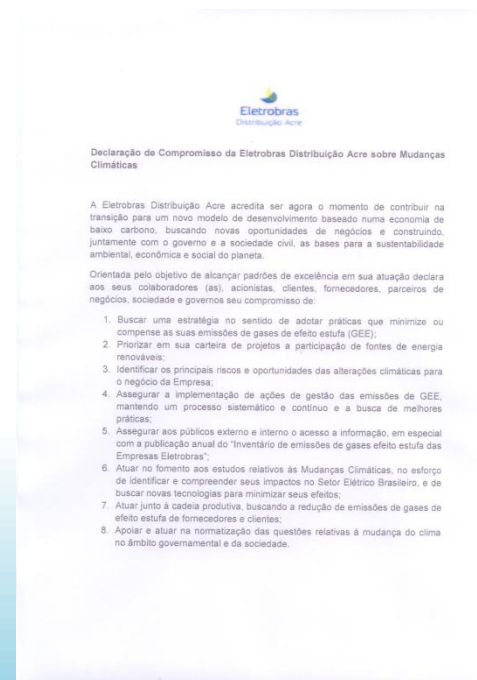 Eletrobras
Distribuição Acre
Declaração de Compromisso da Eletrobras Distribuição Acre sobre Mudanças
Climáticas
A Eletrobras Distribuição Acre acredita ser agora o momento de contribuir na
transição para um novo modelo de desenvolvimento baseado numa economia de
baixo carbono, buscando novas oportunidades de negócios e construindo,
juntamente com o governo e a sociedade civil, as bases para a sustentabilidade
ambiental, econômica e social do planeta.
Orientada pelo objetivo de alcançar padrões de excelência em sua atuação declara
aos seus colaboradores (as), acionistas, clientes, fornecedores, parceiros de
negócios, sociedade e governos seu compromisso de:
1. Buscar uma estratégia no sentido de adotar práticas que minimize ou
compense as suas emissões de gases de efeito estufa (GEE);
2. Priorizar em sua carteira de projetos a participação de fontes de energia
renováveis;
3. Identificar os principais riscos e oportunidades das alterações climáticas para
o negócio da Empresa;
4. Assegurar a implementação de ações de gestão das emissões de GEE,
mantendo um processo sistemático e contínuo e a busca de melhores
práticas;
5. Assegurar aos públicos externo e interno o acesso a informação, em especial
com a publicação anual do "Inventário de emissões de gases efeito estufa das
Empresas Eletrobras";
6. Atuar no fomento aos estudos relativos às Mudanças Climáticas, no esforço
de identificar e compreender seus impactos no Setor Elétrico Brasileiro, e de
buscar novas tecnologias para minimizar seus efeitos;
7. Atuar junto à cadeia produtiva, buscando a redução de emissões de gases de
efeito estufa de fornecedores e clientes;
8. Apoiar e atuar na normatização das questões relativas à mudança do clima
no âmbito governamental e da sociedade.